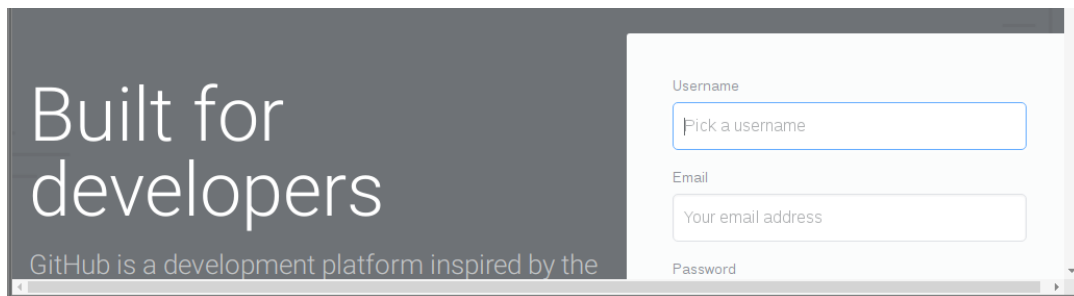 Built for
developers
GitHub is a development platform inspired by the
Username
Pick a username
Email
Your email address
Password